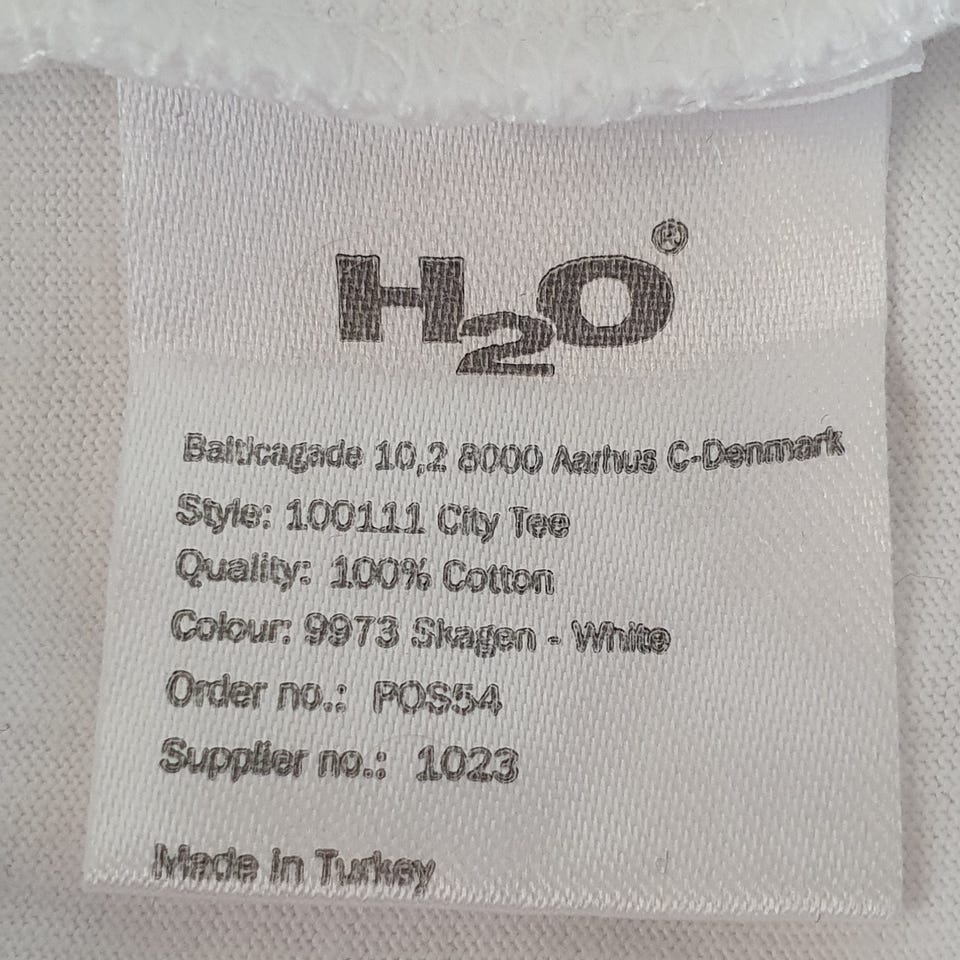 H2O®
Balticagade 10,2 8000 Aarhus C-Denmark
Style: 100111 City Tee
Quality: 100% Cotton
Colour: 9973 Skagen - White
Order no.: POS54
Supplier no.: 1023
Made in Turkey